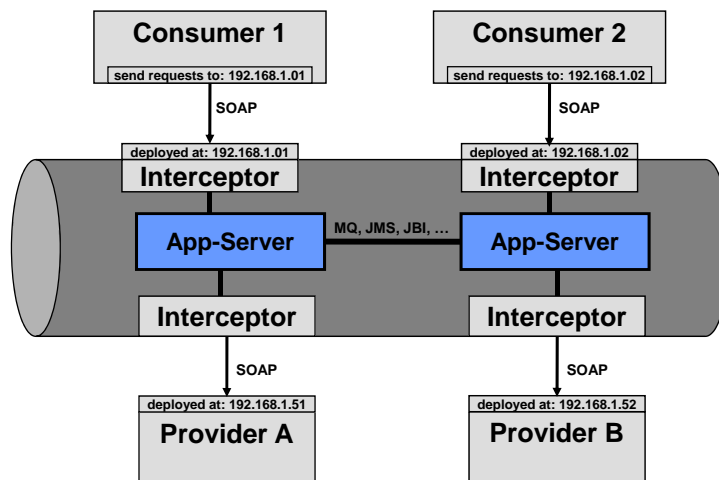 Consumer 1
send requests to: 192.168.1.01
Consumer 2
send requests to: 192.168.1.02
SOAP
SOAP
deployed at: 192.168.1.01
Interceptor
deployed at: 192.168.1.02
Interceptor
App-Server
MQ, JMS, JBI, ...
App-Server
Interceptor
Interceptor
SOAP
SOAP
deployed at: 192.168.1.51
Provider A
deployed at: 192.168.1.52
Provider B